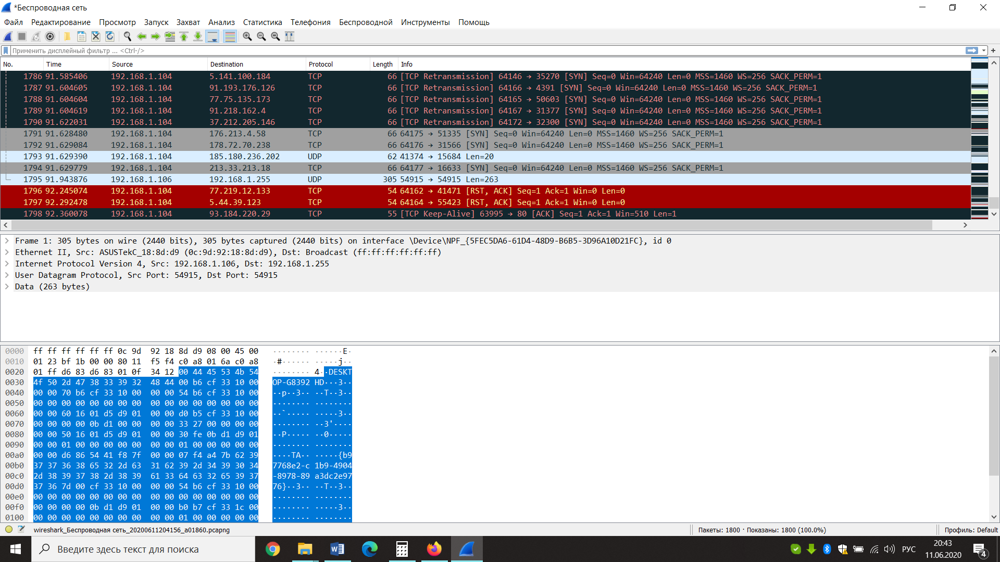 *Беспроводная сеть
Файл Редактирование Просмотр Запуск Захват Анализ Статистика Телефония Беспроводной Инструменты Помощь
Применить дисплейный фильтр ... <Ctrl-/>
No. Time Source Destination Protocol Length Info
1786 91.585406 192.168.1.104 5.141.100.184 TCP 66 [TCP Retransmission] 64146 → 35270 [SYN] Seq=0 Win=64240 Len=0 MSS=1460 WS=256 SACK_PERM=1
1787 91.604605 192.168.1.104 91.193.176.126 TCP 66 [TCP Retransmission] 64166 → 4391 [SYN] Seq=0 Win=64240 Len=0 MSS=1460 WS=256 SACK_PERM=1
1788 91.604604 192.168.1.104 77.75.135.173 TCP 66 [TCP Retransmission] 64165 → 50603 [SYN] Seq=0 Win=64240 Len=0 MSS=1460 WS=256 SACK_PERM=1
1789 91.604619 192.168.1.104 91.218.162.4 TCP 66 [TCP Retransmission] 64167 → 31377 [SYN] Seq=0 Win=64240 Len=0 MSS=1460 WS=256 SACK_PERM=1
1790 91.622031 192.168.1.104 37.212.205.146 TCP 66 [TCP Retransmission] 64172 → 32300 [SYN] Seq=0 Win=64240 Len=0 MSS=1460 WS=256 SACK_PERM=1
1791 91.628480 192.168.1.104 176.213.4.58 TCP 66 64175 → 51335 [SYN] Seq=0 Win=64240 Len=0 MSS=1460 WS=256 SACK_PERM=1
1792 91.629084 192.168.1.104 178.72.70.238 TCP 66 64176 → 31566 [SYN] Seq=0 Win=64240 Len=0 MSS=1460 WS=256 SACK_PERM=1
1793 91.629390 192.168.1.104 185.180.236.202 UDP 62 41374 → 15684 Len=20
1794 91.629779 192.168.1.104 213.33.213.18 TCP 66 64177 → 16633 [SYN] Seq=0 Win=64240 Len=0 MSS=1460 WS=256 SACK_PERM=1
1795 91.943876 192.168.1.106 192.168.1.255 UDP 305 54915 → 54915 Len=263
1796 92.245074 192.168.1.104 77.219.12.133 TCP 54 64162 → 41471 [RST, ACK] Seq=1 Ack=1 Win=0 Len=0
1797 92.292478 192.168.1.104 5.44.39.123 TCP 54 64164 → 55423 [RST, ACK] Seq=1 Ack=1 Win=0 Len=0
1798 92.360078 192.168.1.104 93.184.220.29 TCP 55 [TCP Keep-Alive] 63995 → 80 [ACK] Seq=1 Ack=1 Win=510 Len=1
Frame 1: 305 bytes on wire (2440 bits), 305 bytes captured (2440 bits) on interface \Device\NPF_{5FEC5DA6-61D4-48D9-B6B5-3D96A10D21FC}, id 0
Ethernet II, Src: ASUSTekC_18:8d:d9 (0c:9d:92:18:8d:d9), Dst: Broadcast (ff:ff:ff:ff:ff:ff)
Internet Protocol Version 4, Src: 192.168.1.106, Dst: 192.168.1.255
User Datagram Protocol, Src Port: 54915, Dst Port: 54915
Data (263 bytes)
0000 ff ff ff ff ff ff 0c 9d 92 18 8d d9 08 00 45 00 ········ ······E·
0010 01 23 bf 1b 00 00 80 11 f5 f4 c0 a8 01 6a c0 a8 ·#······ ·····j··
0020 01 ff d6 83 d6 83 01 0f 34 12 00 44 45 53 4b 54 ········ 4··DESKT
0030 4f 50 2d 47 38 33 39 32 48 44 00 b6 cf 33 10 00 OP-G8392 HD···3··
0040 00 00 70 b6 cf 33 10 00 00 00 54 b6 cf 33 10 00 ··p··3·· ··T··3··
0050 00 00 00 00 00 00 00 00 00 00 00 00 00 00 00 00 ········ ········
0060 00 00 60 16 01 d5 d9 01 00 00 d0 b5 cf 33 10 00 ··`····· ·····3··
0070 00 00 00 00 0b d1 00 00 00 00 33 27 00 00 00 00 ········ ··3'····
0080 00 00 50 16 01 d5 d9 01 00 00 30 fe 0b d1 d9 01 ··P····· ··0·····
0090 00 00 01 00 00 00 00 00 00 00 01 00 00 00 00 00 ········ ········
00a0 00 00 d6 86 54 41 f8 7f 00 00 07 f4 a4 7b 62 39 ····TA·· ·····{b9
00b0 37 37 36 38 65 32 2d 63 31 62 39 2d 34 39 30 34 7768e2-c 1b9-4904
00c0 2d 38 39 37 38 2d 38 39 61 33 64 63 32 65 39 37 -8978-89 a3dc2e97
00d0 37 36 7d 00 cf 33 10 00 00 00 54 b6 cf 33 10 00 76}··3·· ··T··3··
00e0 00 00 00 00 00 00 00 00 00 00 00 00 00 00 00 00 ········ ········
00f0 00 00 00 00 0b d1 d9 01 00 00 b0 b7 cf 33 1c 00 ········ ·····3··
0100 00 00 00 00 00 00 00 00 00 00 01 00 00 00 00 00 ········ ········
wireshark_Беспроводная сеть_20200611204156_a01860.pcapng
Пакеты: 1800 · Показаны: 1800 (100.0%)
Профиль: Default
Введите здесь текст для поиска
РУС
20:43
11.06.2020
4